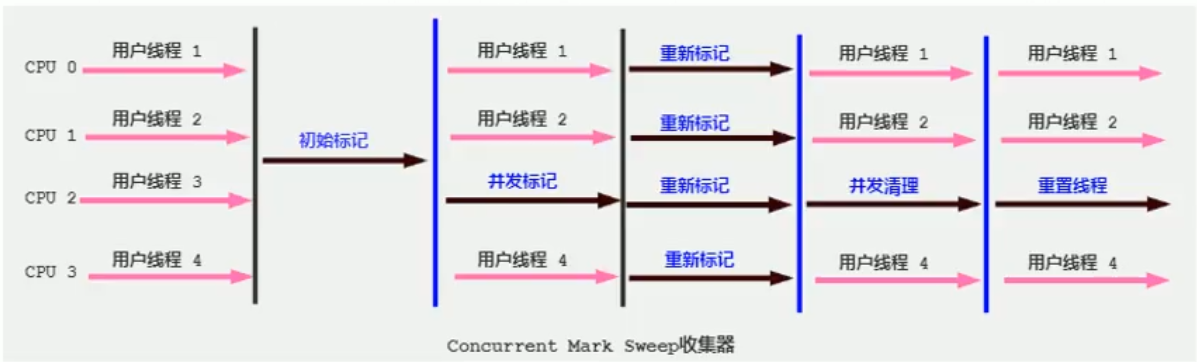 CPU 0 用户线程 1 用户线程 1 重新标记 用户线程 1 用户线程 1
CPU 1 用户线程 2 初始标记 用户线程 2 重新标记 用户线程 2 用户线程 2
CPU 2 用户线程 3 并发标记 重新标记 并发清理 重置线程
CPU 3 用户线程 4 用户线程 4 重新标记 用户线程 4 用户线程 4
Concurrent Mark Sweep收集器